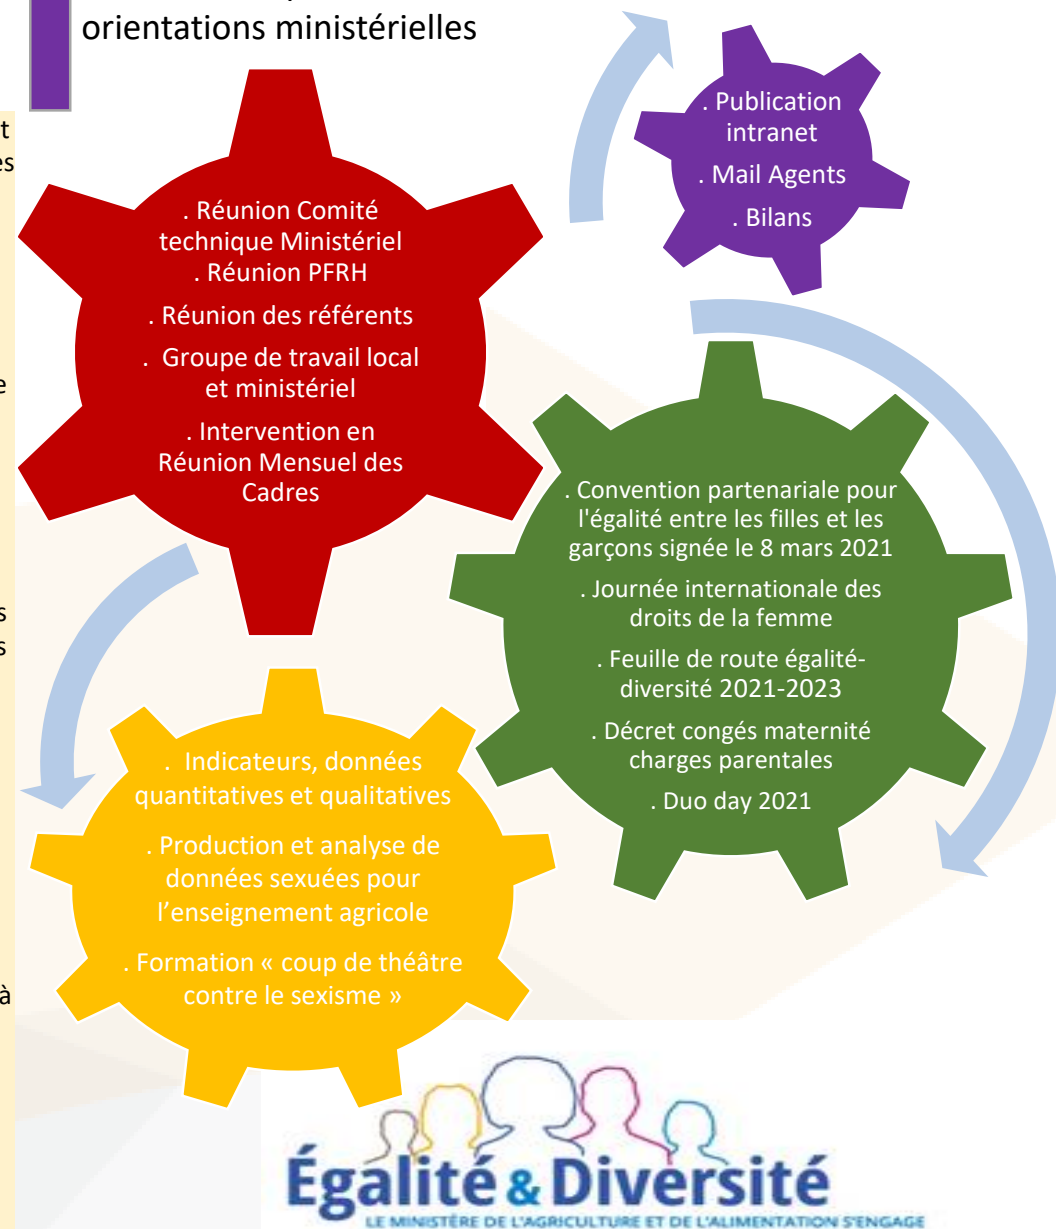 orientations ministérielles
t
es
e
s
s
à
. Réunion Comité
technique Ministériel
. Réunion PFRH
. Réunion des référents
. Groupe de travail local
et ministériel
. Intervention en
Réunion Mensuel des
Cadres
. Publication
intranet
. Mail Agents
. Bilans
. Convention partenariale pour
l'égalité entre les filles et les
garçons signée le 8 mars 2021
. Journée internationale des
droits de la femme
. Feuille de route égalité-
diversité 2021-2023
. Décret congés maternité
charges parentales
. Duo day 2021
. Indicateurs, données
quantitatives et qualitatives
. Production et analyse de
données sexuées pour
l’enseignement agricole
. Formation « coup de théâtre
contre le sexisme »
Égalité & Diversité
LE MINISTÈRE DE L'AGRICULTURE ET DE L'ALIMENTATION S'ENGAGE